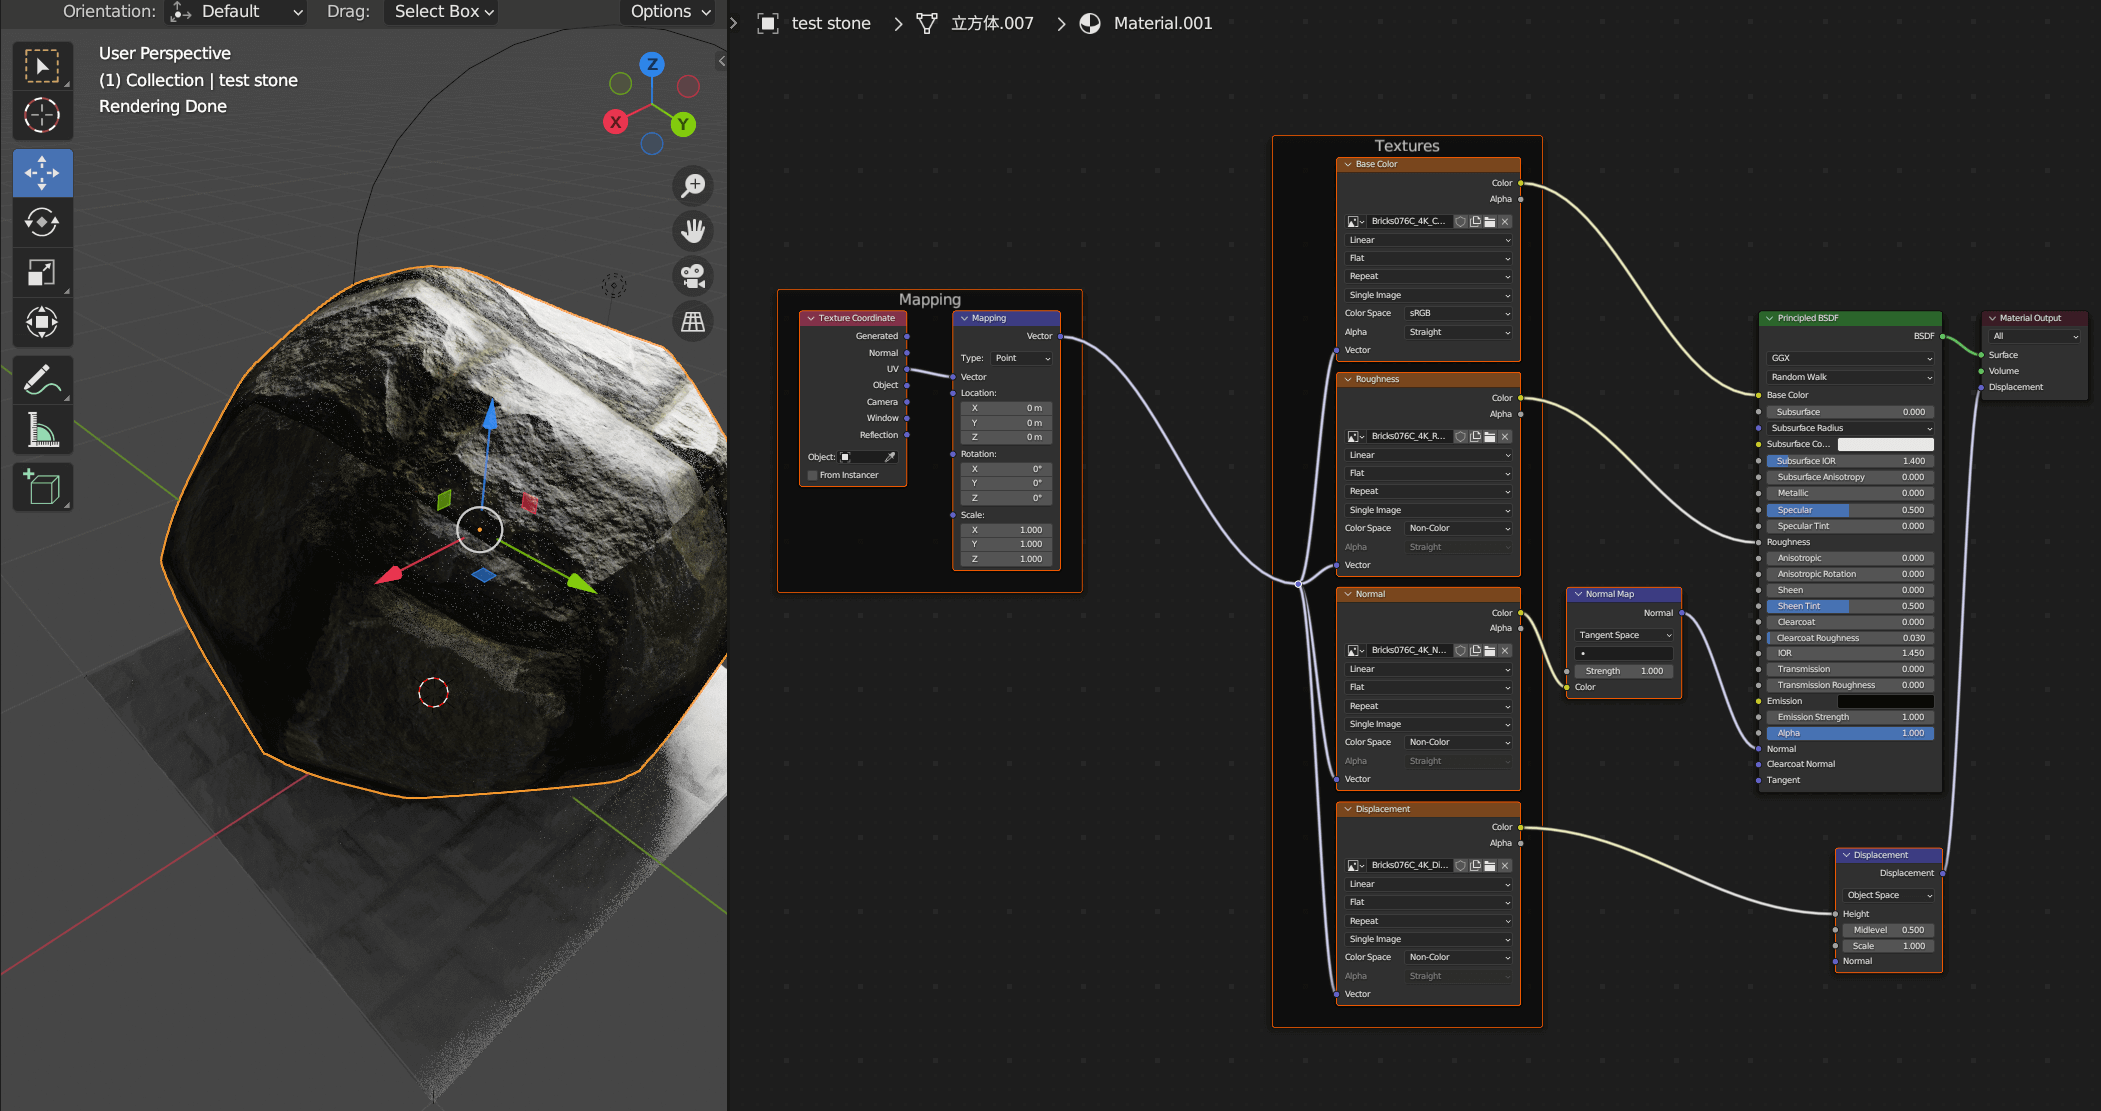 Orientation: Default Drag: Select Box Options
User Perspective
(1) Collection | test stone
Rendering Done
Z
X
Y
test stone 立方体.007 Material.001
Mapping
Texture Coordinate
Generated
Normal
UV
Object
Camera
Window
Reflection
Object:
From Instancer
Mapping
Vector
Type: Point
Vector
Location:
X 0 m
Y 0 m
Z 0 m
Rotation:
X 0°
Y 0°
Z 0°
Scale:
X 1.000
Y 1.000
Z 1.000
Textures
Base Color
Color
Alpha
Bricks076C_4K_C...
Linear
Flat
Repeat
Single Image
Color Space sRGB
Alpha Straight
Vector
Roughness
Color
Alpha
Bricks076C_4K_R...
Linear
Flat
Repeat
Single Image
Color Space Non-Color
Alpha Straight
Vector
Normal
Color
Alpha
Bricks076C_4K_N...
Linear
Flat
Repeat
Single Image
Color Space Non-Color
Alpha Straight
Vector
Displacement
Color
Alpha
Bricks076C_4K_Di...
Linear
Flat
Repeat
Single Image
Color Space Non-Color
Alpha Straight
Vector
Normal Map
Normal
Tangent Space
Strength 1.000
Color
Principled BSDF
BSDF
GGX
Random Walk
Base Color
Subsurface 0.000
Subsurface Radius
Subsurface Co...
Subsurface IOR 1.400
Subsurface Anisotropy 0.000
Metallic 0.000
Specular 0.500
Specular Tint 0.000
Roughness
Anisotropic 0.000
Anisotropic Rotation 0.000
Sheen 0.000
Sheen Tint 0.500
Clearcoat 0.000
Clearcoat Roughness 0.030
IOR 1.450
Transmission 0.000
Transmission Roughness 0.000
Emission
Emission Strength 1.000
Alpha 1.000
Normal
Clearcoat Normal
Tangent
Material Output
All
Surface
Volume
Displacement
Displacement
Displacement
Object Space
Height
Midlevel 0.500
Scale 1.000
Normal